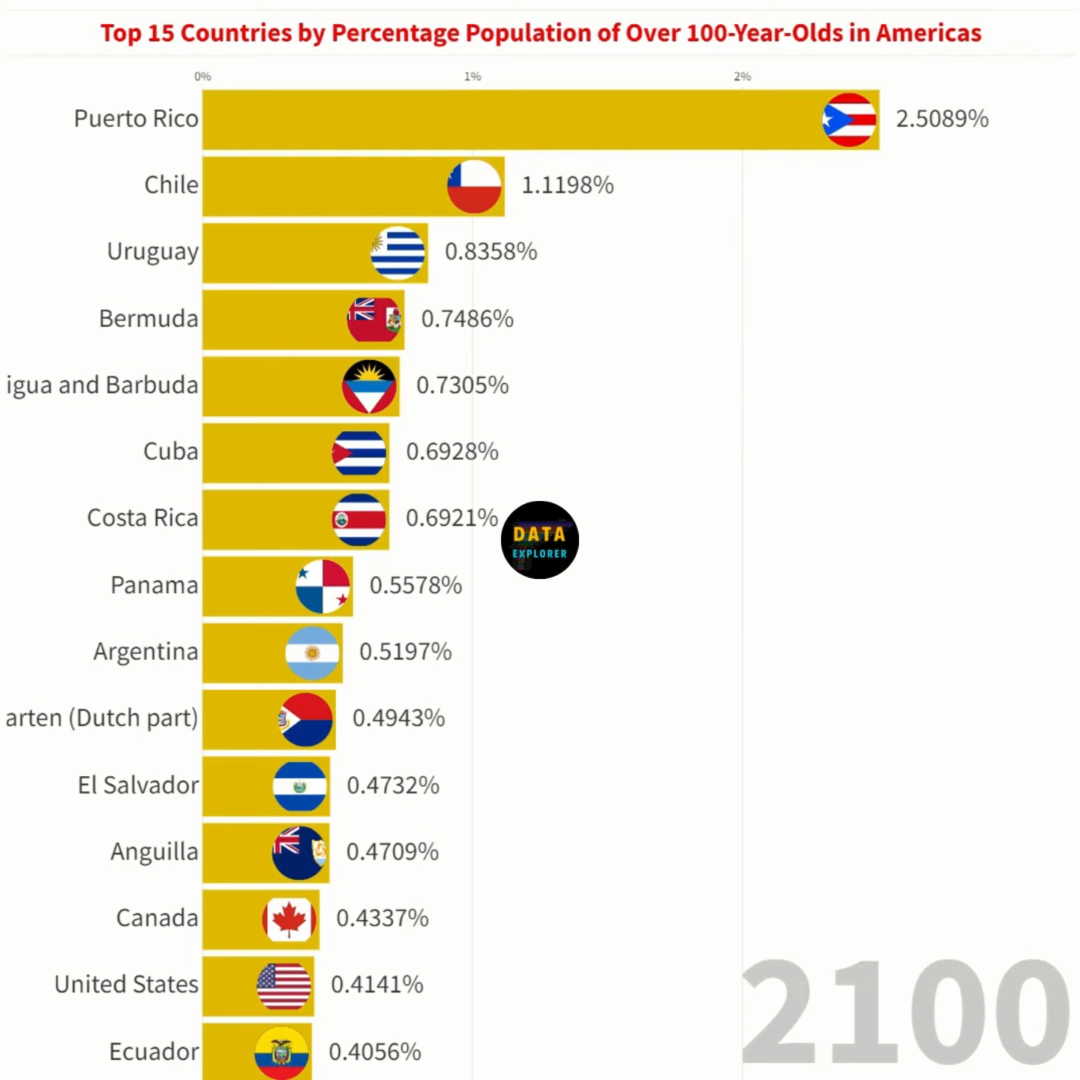 Top 15 Countries by Percentage Population of Over 100-Year-Olds in Americas
0% 1% 2%
Puerto Rico 2.5089%
Chile 1.1198%
Uruguay 0.8358%
Bermuda 0.7486%
igua and Barbuda 0.7305%
Cuba 0.6928%
Costa Rica 0.6921%
DATA
EXPLORER
Panama 0.5578%
Argentina 0.5197%
arten (Dutch part) 0.4943%
El Salvador 0.4732%
Anguilla 0.4709%
Canada 0.4337%
United States 0.4141%
Ecuador 0.4056%
2100